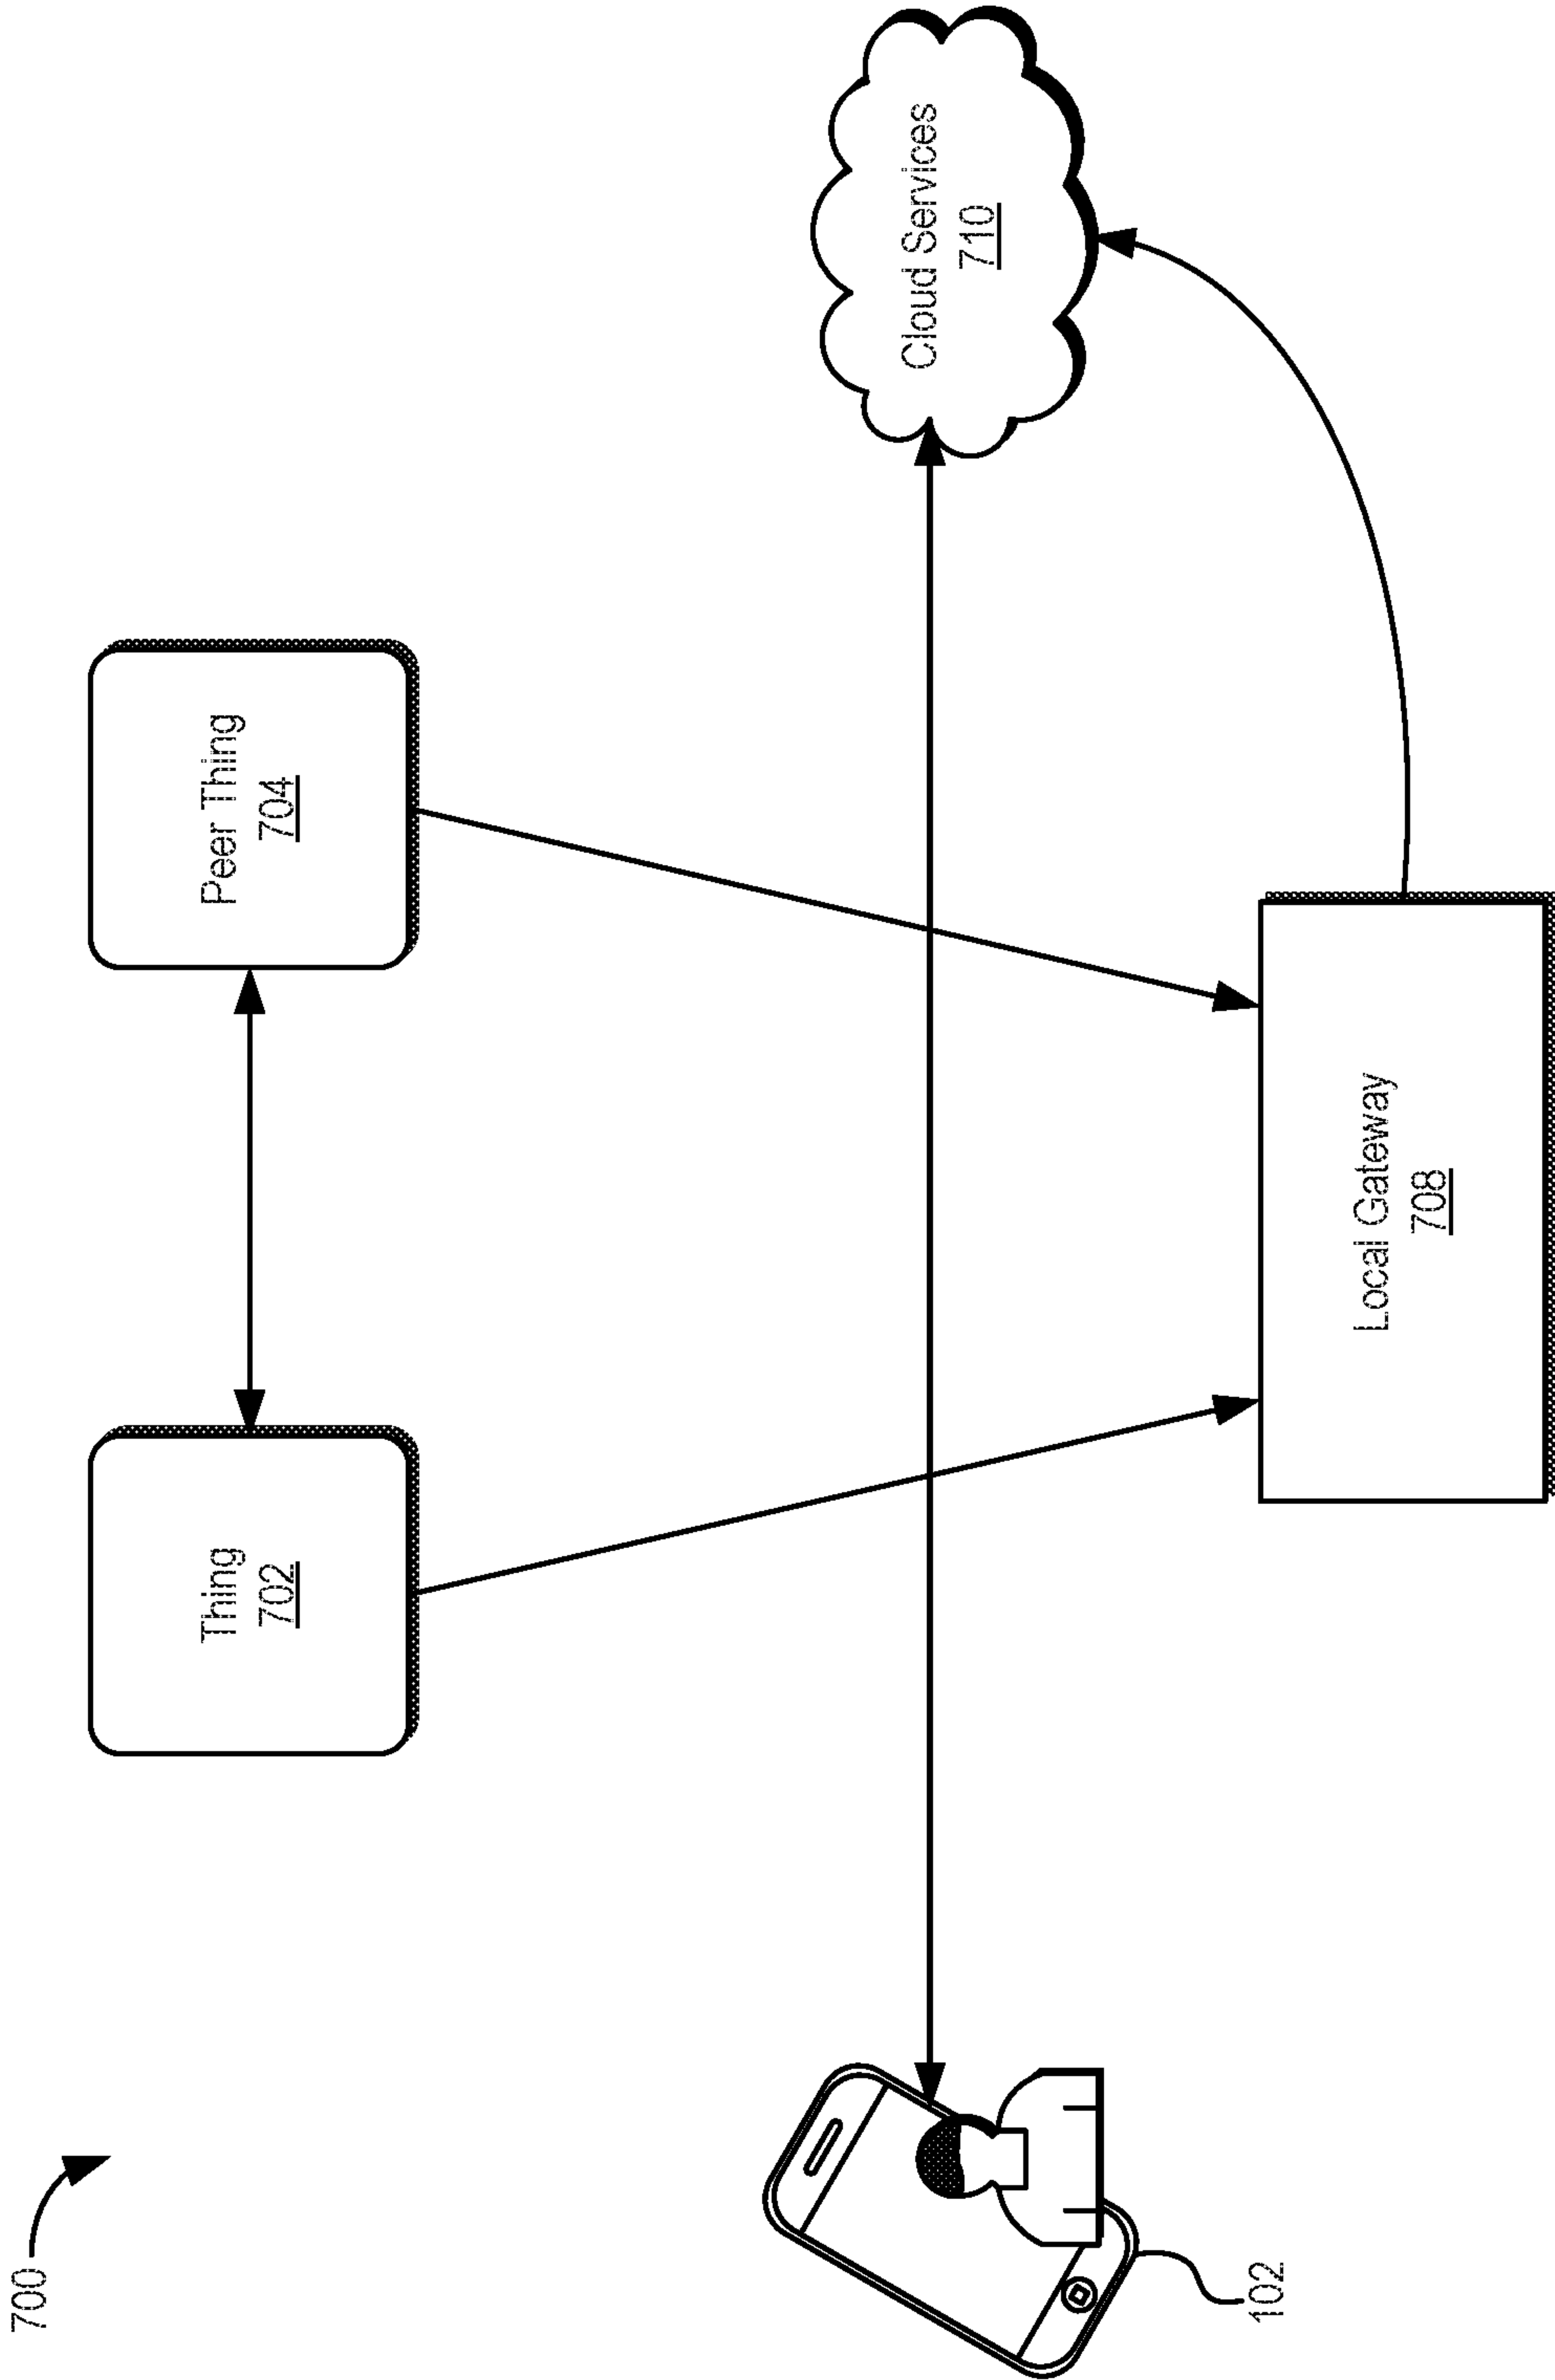 700
Thing
702
Peer Thing
704
Cloud Services
710
102
Local Gateway
708